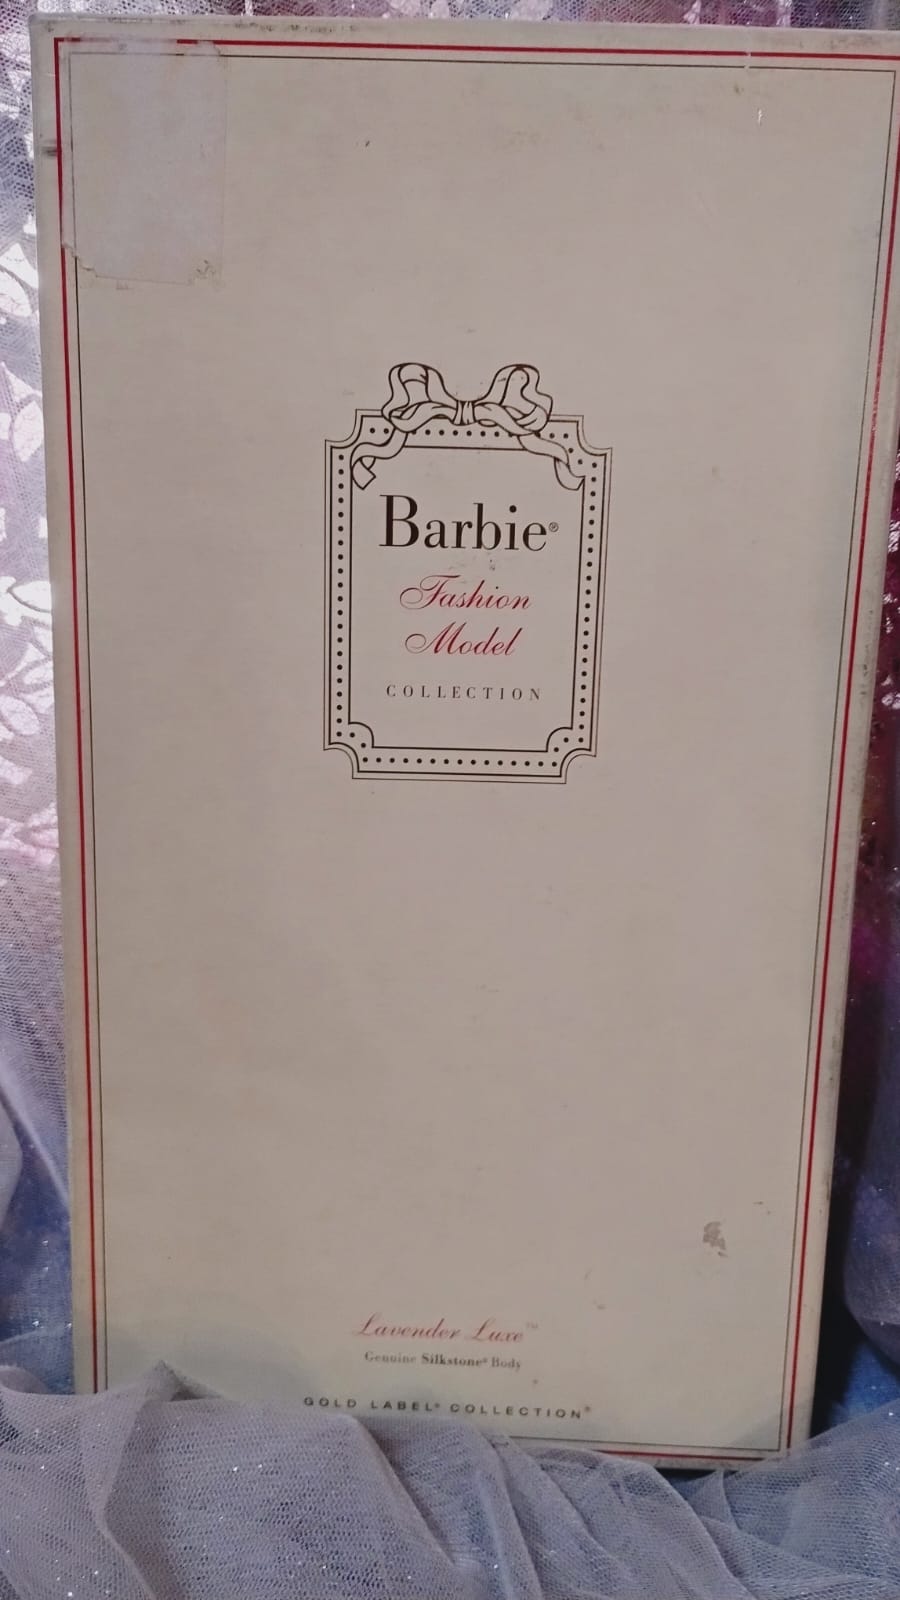 Barbie®
Fashion
Model
COLLECTION
Lavender Luxe™
Genuine Silkstone® Body
GOLD LABEL® COLLECTION®